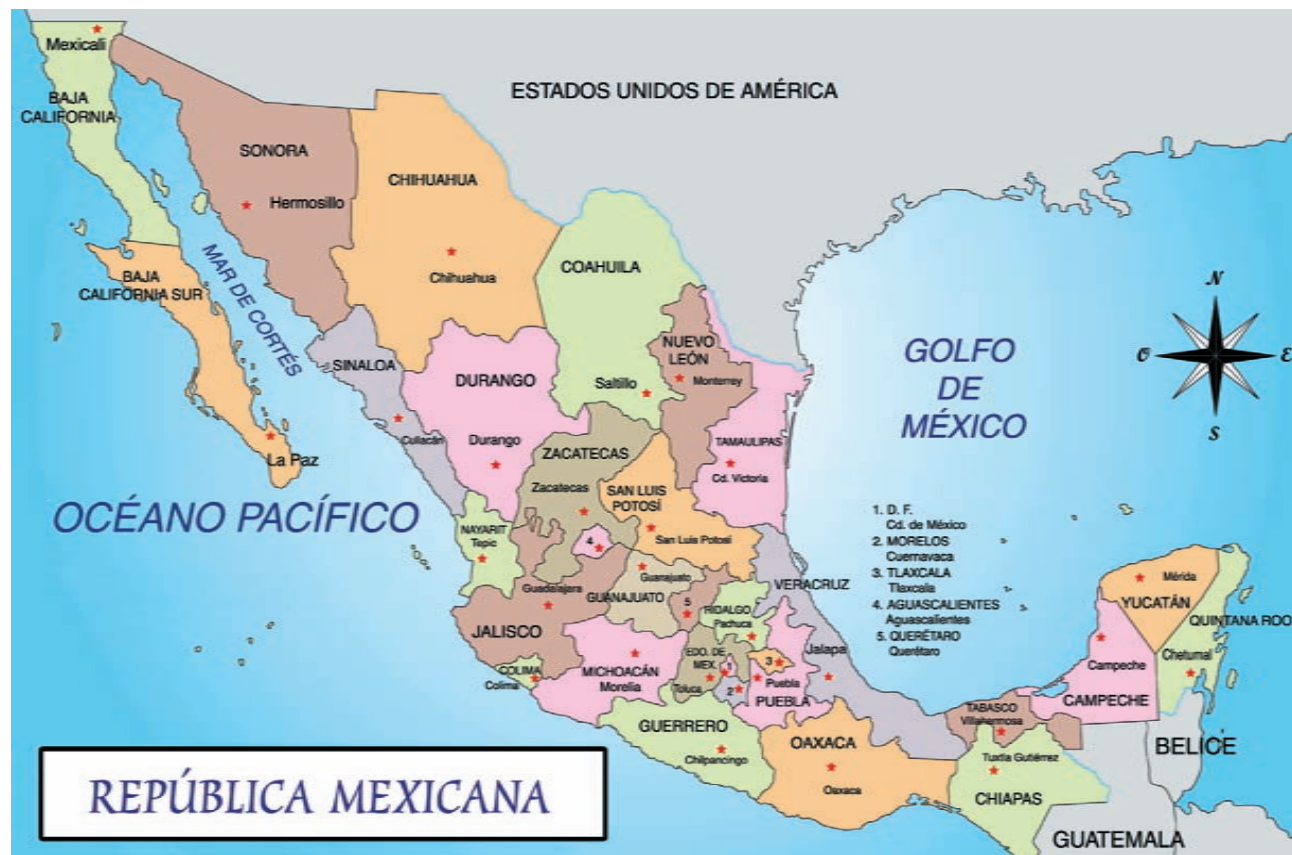 Mexicali
BAJA
CALIFORNIA
ESTADOS UNIDOS DE AMÉRICA
SONORA
Hermosillo
CHIHUAHUA
Chihuahua
COAHUILA
Saltillo
BAJA
CALIFORNIA SUR
La Paz
MAR DE CORTÉS
SINALOA
Culiacán
DURANGO
Durango
NUEVO
LEÓN
Monterrey
TAMAULIPAS
Cd. Victoria
ZACATECAS
Zacatecas
SAN LUIS
POTOSÍ
San Luis Potosí
GOLFO
DE
MÉXICO
N
O
E
S
OCÉANO PACÍFICO
NAYARIT
Tepic
4
Guadalajara
JALISCO
Guanajuato
GUANAJUATO
5
HIDALGO
Pachuca
VERACRUZ
Jalapa
COLIMA
Colima
MICHOACÁN
Morelia
EDO. DE
MEX.
Toluca
1
2
3
Puebla
PUEBLA
GUERRERO
Chilpancingo
OAXACA
Oaxaca
1. D. F.
Cd. de México
2. MORELOS
Cuernavaca
3. TLAXCALA
Tlaxcala
4. AGUASCALIENTES
Aguascalientes
5. QUERÉTARO
Querétaro
Mérida
YUCATÁN
QUINTANA ROO
Chetumal
Campeche
CAMPECHE
TABASCO
Villahermosa
Tuxtla Gutiérrez
CHIAPAS
BELICE
GUATEMALA
REPÚBLICA MEXICANA